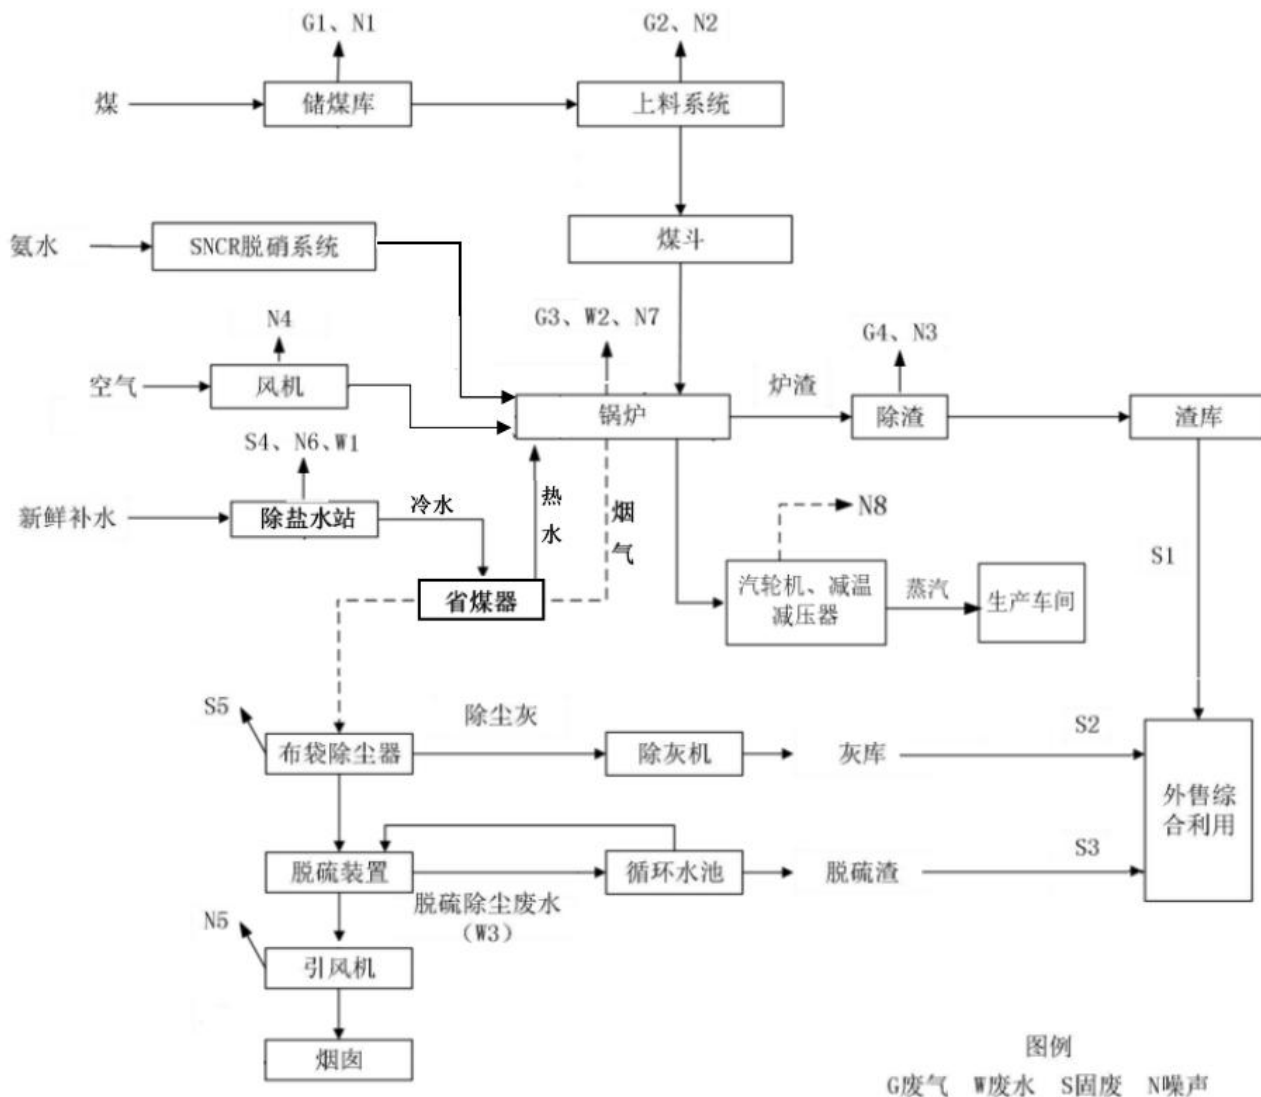 G1、N1
G2、N2
煤
储煤库
上料系统
氨水
SNCR脱硝系统
煤斗
N4
G3、W2、N7
G4、N3
空气
风机
锅炉
炉渣
除渣
渣库
S4、N6、W1
新鲜补水
除盐水站
冷水
热水
烟气
N8
S1
省煤器
汽轮机、减温
减压器
蒸汽
生产车间
S5
除尘灰
S2
布袋除尘器
除灰机
灰库
外售综
合利用
脱硫装置
循环水池
脱硫渣
S3
脱硫除尘废水
（W3）
N5
引风机
烟囱
图例
G废气 W废水 S固废 N噪声